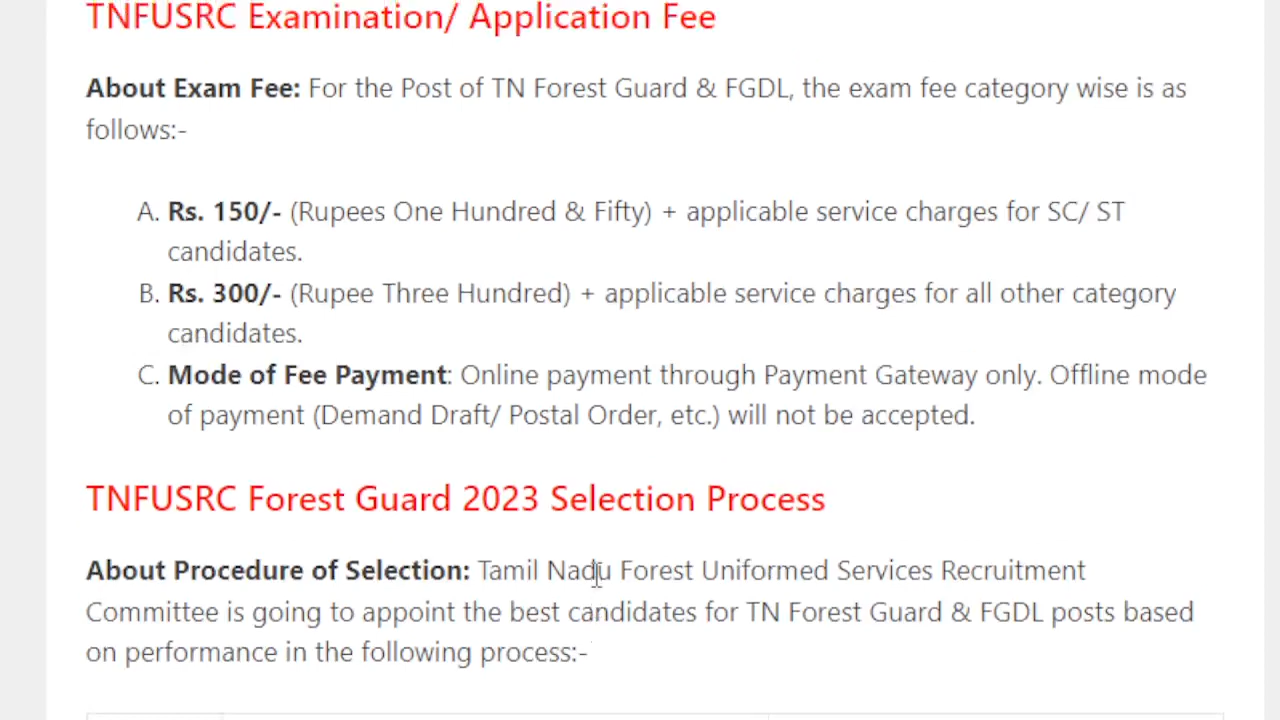 TNFUSRC Examination/ Application Fee
About Exam Fee: For the Post of TN Forest Guard & FGDL, the exam fee category wise is as
follows:-
A. Rs. 150/- (Rupees One Hundred & Fifty) + applicable service charges for SC/ ST
candidates.
B. Rs. 300/- (Rupee Three Hundred) + applicable service charges for all other category
candidates.
C. Mode of Fee Payment: Online payment through Payment Gateway only. Offline mode
of payment (Demand Draft/ Postal Order, etc.) will not be accepted.
TNFUSRC Forest Guard 2023 Selection Process
About Procedure of Selection: Tamil Nadu Forest Uniformed Services Recruitment
Committee is going to appoint the best candidates for TN Forest Guard & FGDL posts based
on performance in the following process:-